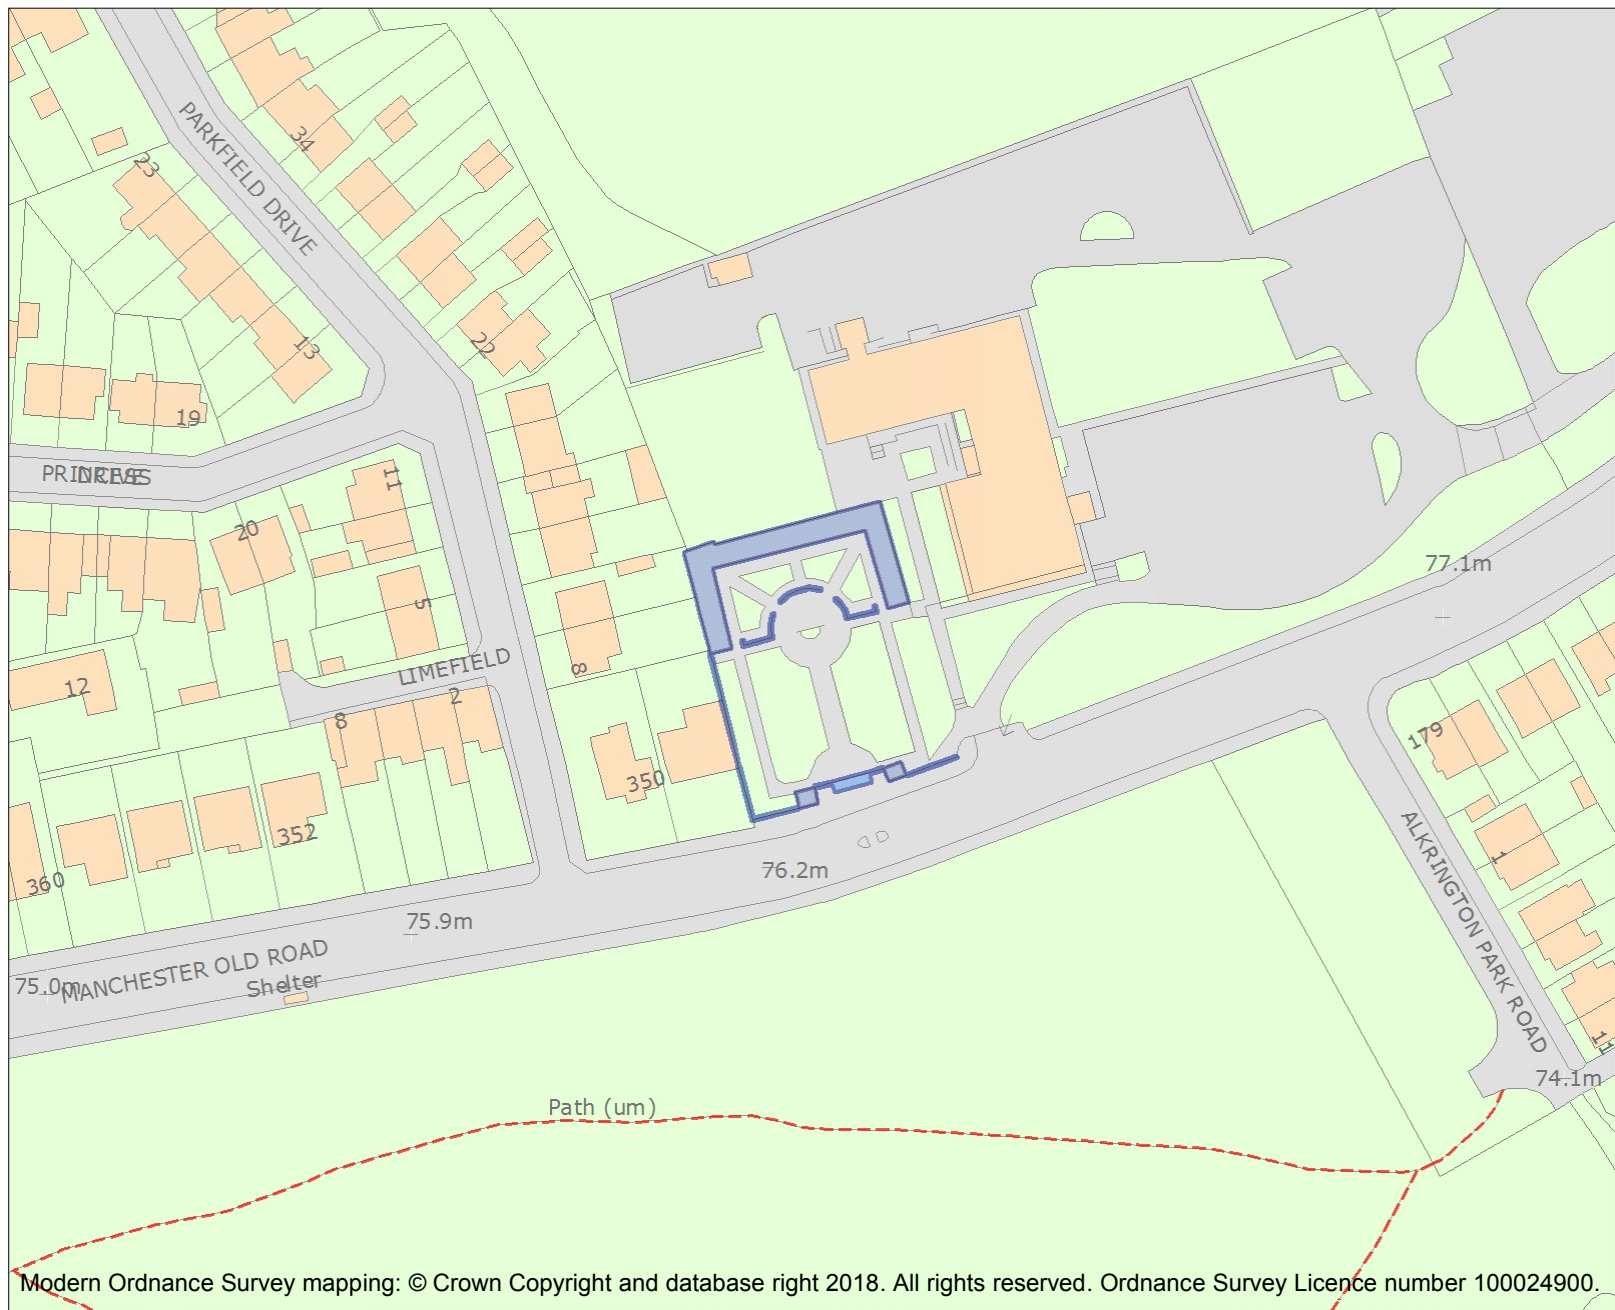 34
PARKFIELD DRIVE
23
22
13
19
PRINCESS
DRIVE
11
20
5
77.1m
LIMEFIELD
8
12
2
8
179
350
352
1
360
76.2m
ALKRINGTON PARK ROAD
75.9m
MANCHESTER OLD ROAD
75.0m
Shelter
11
74.1m
Path (um)
Modern Ordnance Survey mapping: © Crown Copyright and database right 2018. All rights reserved. Ordnance Survey Licence number 100024900.